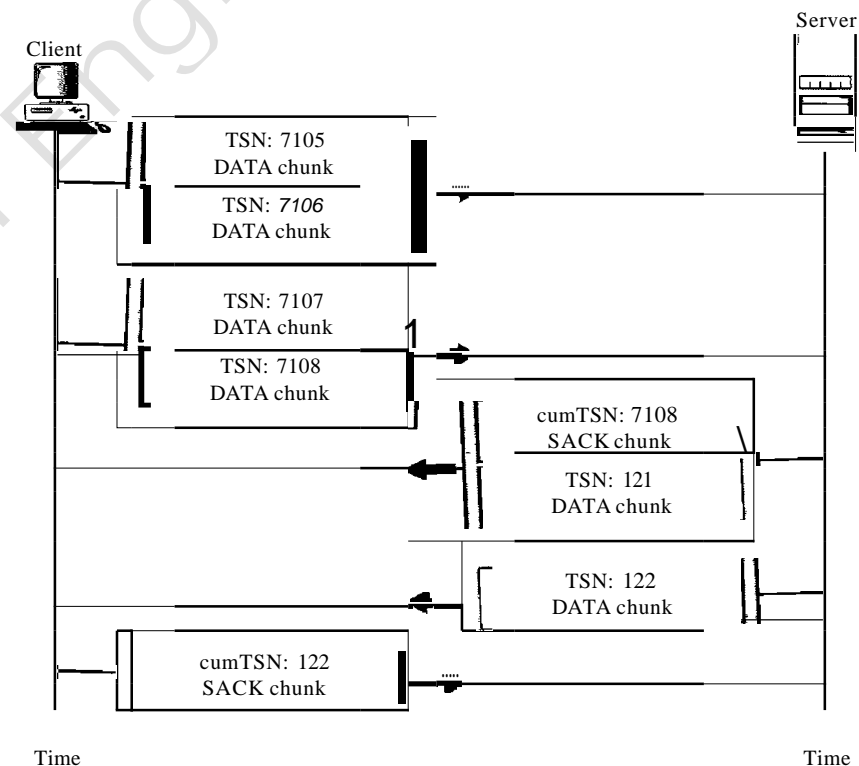 Server
Client
TSN: 7105
DATA chunk
TSN: 7106
DATA chunk
TSN: 7107
DATA chunk
TSN: 7108
DATA chunk
cumTSN: 7108
SACK chunk
TSN: 121
DATA chunk
TSN: 122
DATA chunk
cumTSN: 122
SACK chunk
Time
Time